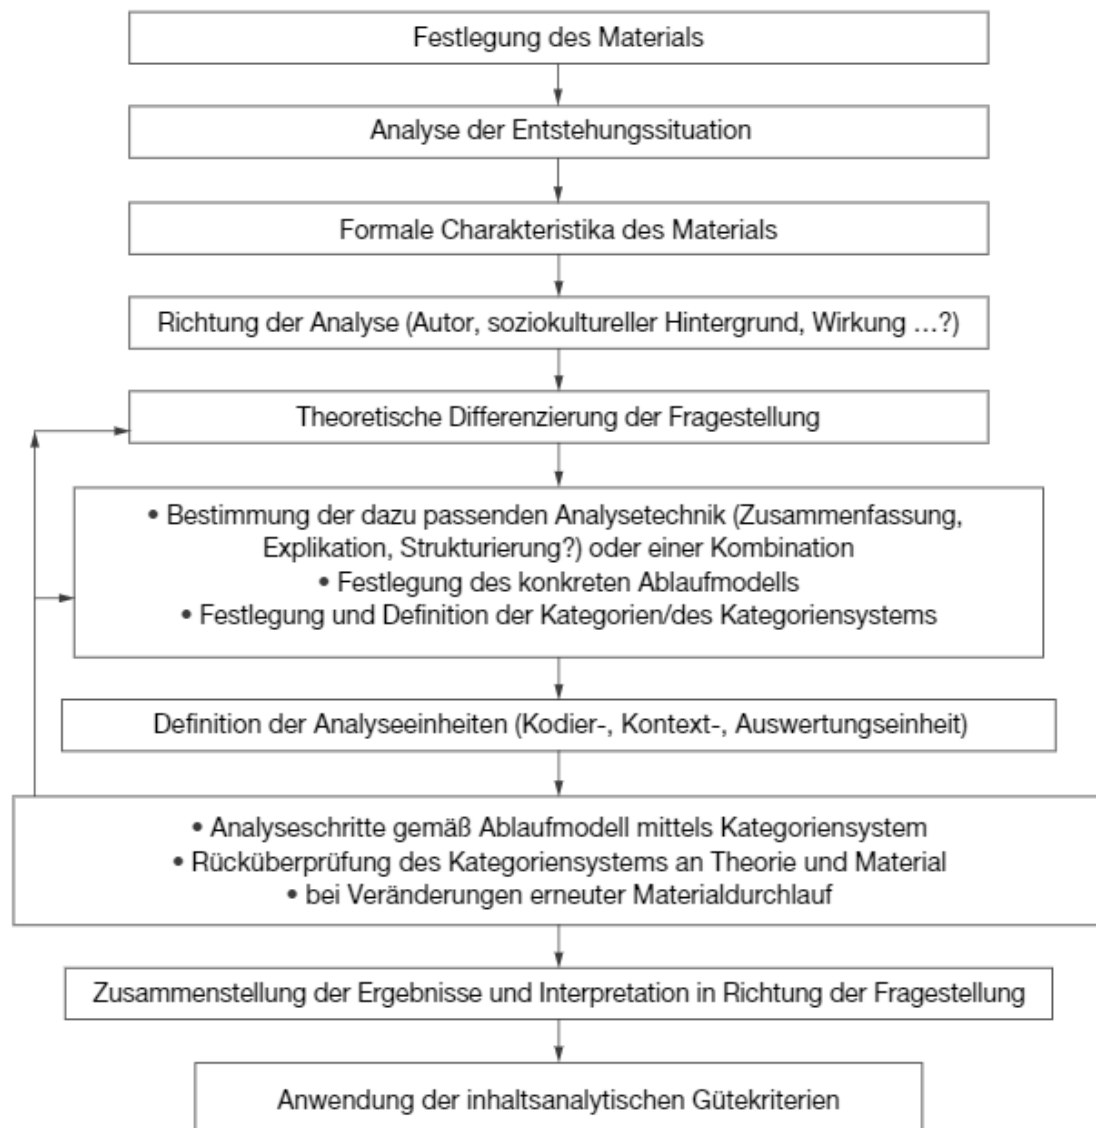 Festlegung des Materials
Analyse der Entstehungssituation
Formale Charakteristika des Materials
Richtung der Analyse (Autor, soziokultureller Hintergrund, Wirkung …?)
Theoretische Differenzierung der Fragestellung
• Bestimmung der dazu passenden Analysetechnik (Zusammenfassung,
Explikation, Strukturierung?) oder einer Kombination
• Festlegung des konkreten Ablaufmodells
• Festlegung und Definition der Kategorien/des Kategoriensystems
Definition der Analyseeinheiten (Kodier-, Kontext-, Auswertungseinheit)
• Analyseschritte gemäß Ablaufmodell mittels Kategoriensystem
• Rücküberprüfung des Kategoriensystems an Theorie und Material
• bei Veränderungen erneuter Materialdurchlauf
Zusammenstellung der Ergebnisse und Interpretation in Richtung der Fragestellung
Anwendung der inhaltsanalytischen Gütekriterien